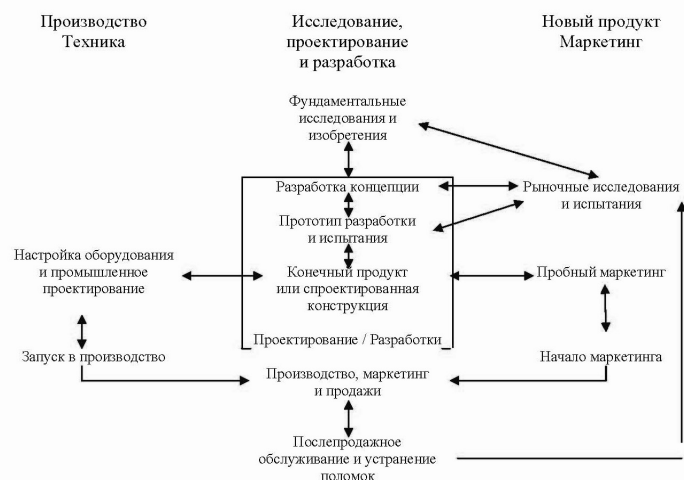 Производство
Техника
Исследование,
проектирование
и разработка
Новый продукт
Маркетинг
Фундаментальные
исследования и
изобретения
Разработка концепции
Рыночные исследования
и испытания
Прототип разработки
и испытания
Настройка оборудования
и промышленное
проектирование
Конечный продукт
или спроектированная
конструкция
Пробный маркетинг
Проектирование / Разработки
Запуск в производство
Начало маркетинга
Производство, маркетинг
и продажи
Послепродажное
обслуживание и устранение
поломок